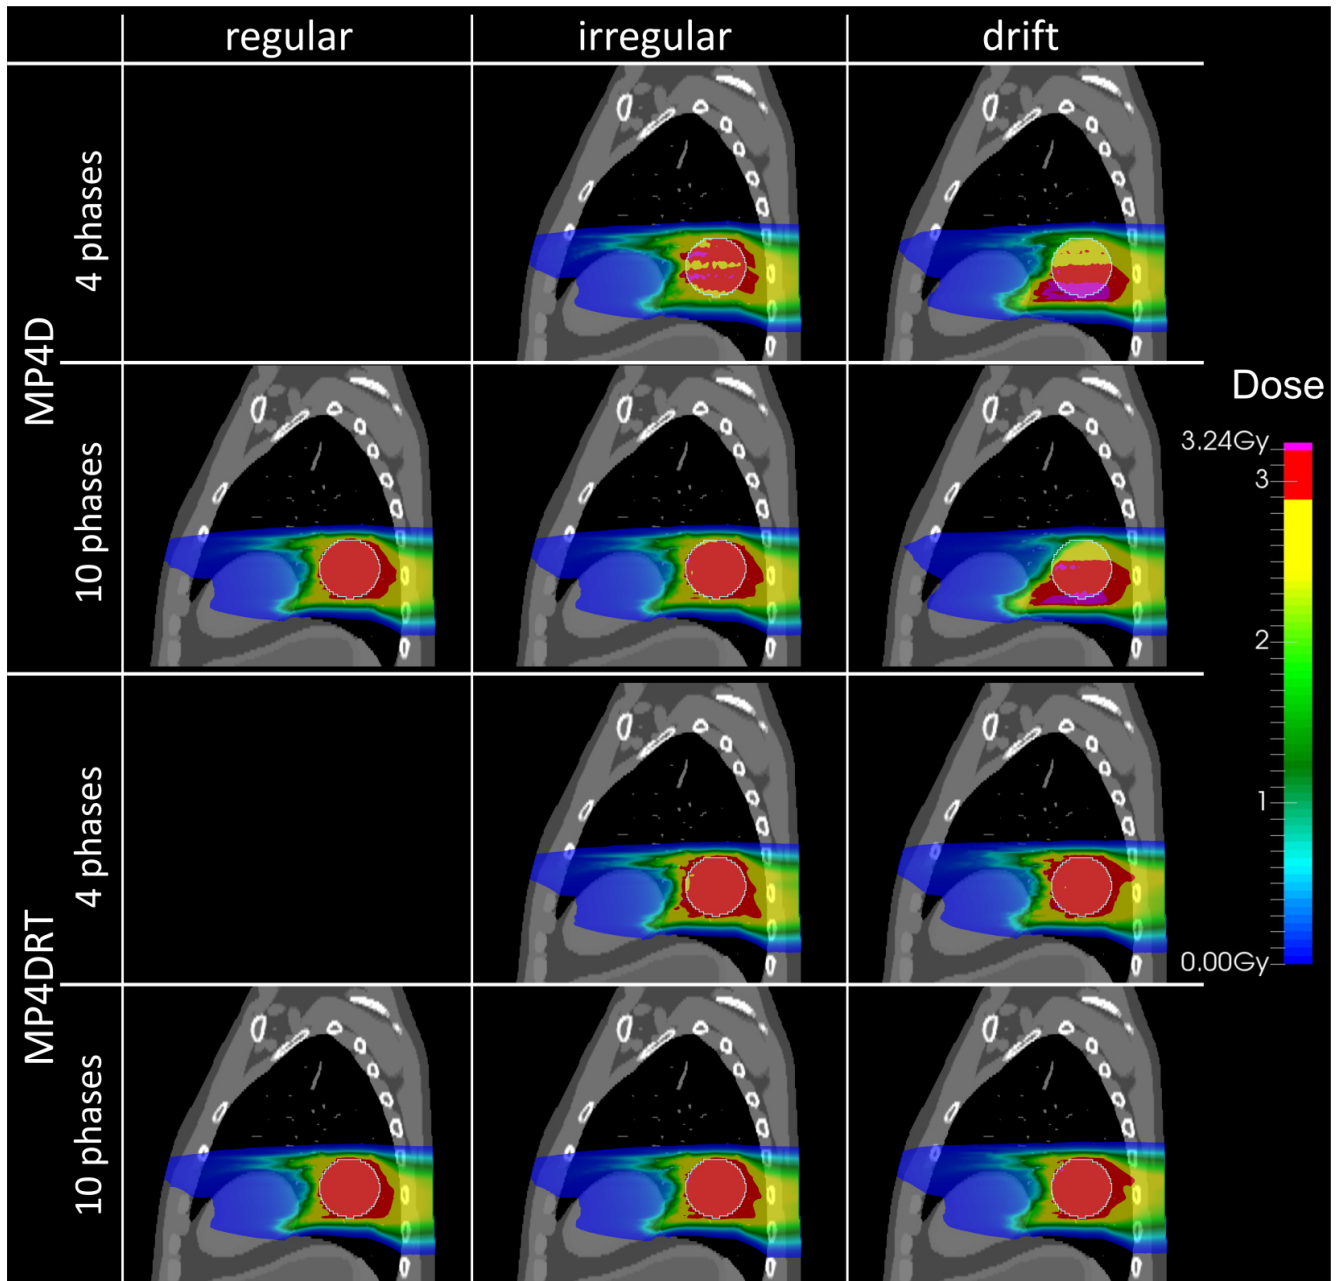 regular irregular drift
MP4D
4 phases
10 phases
Dose
3.24Gy
3
2
1
0.00Gy
MP4DRT
4 phases
10 phases